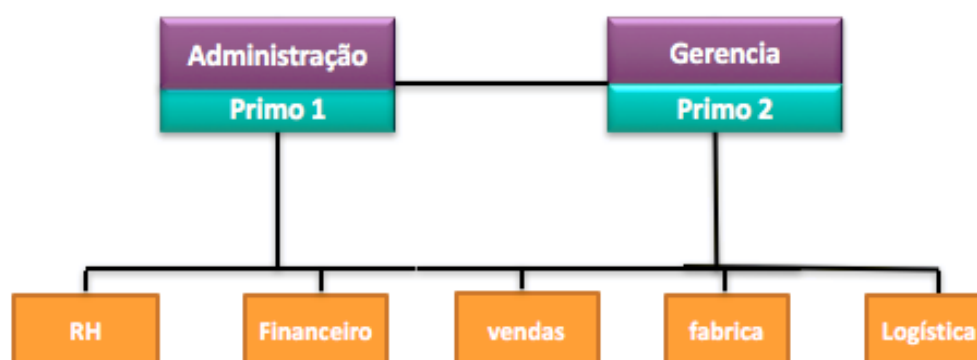 Administração
Primo 1
Gerencia
Primo 2
RH
Financeiro
vendas
fabrica
Logística